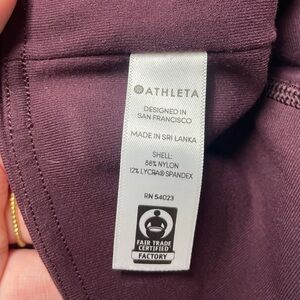 ATHLETA
DESIGNED IN
SAN FRANCISCO
MADE IN SRI LANKA
SHELL:
88% NYLON
12% LYCRA® SPANDEX
RN 54023
FAIR TRADE
CERTIFIED
FACTORY